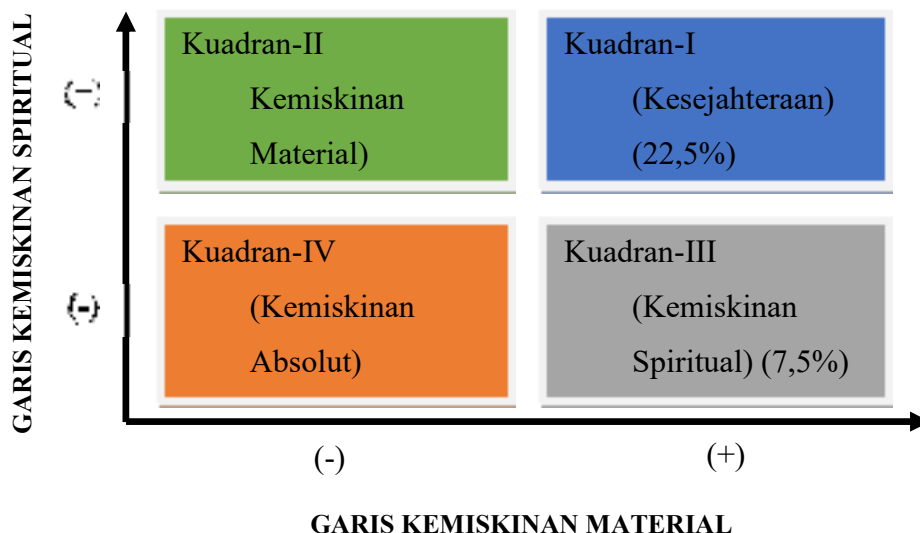 GARIS KEMISKINAN SPIRITUAL
Kuadran-II
Kemiskinan
Material)
Kuadran-I
(Kesejahteraan)
(22,5%)
Kuadran-IV
(Kemiskinan
Absolut)
Kuadran-III
(Kemiskinan
Spiritual) (7,5%)
(-)
(-)
(+)
GARIS KEMISKINAN MATERIAL